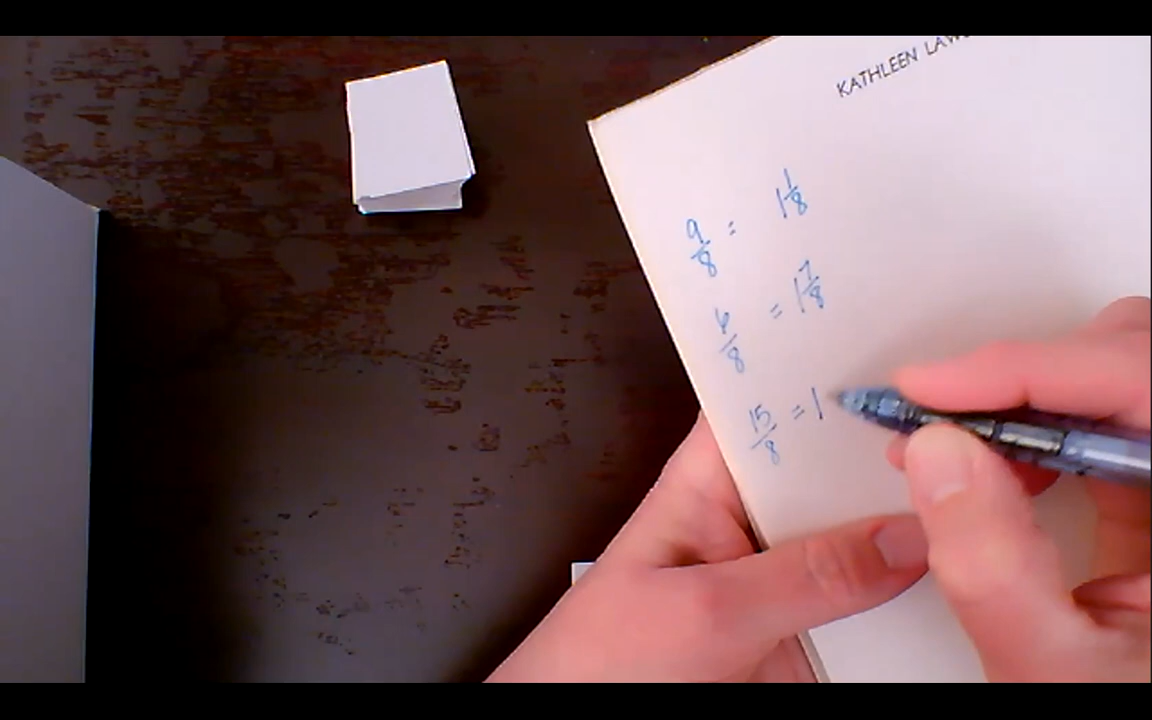 KATHLEEN
9/8 = 1 1/8
6/8 = 1 7/8
15/8 = 1